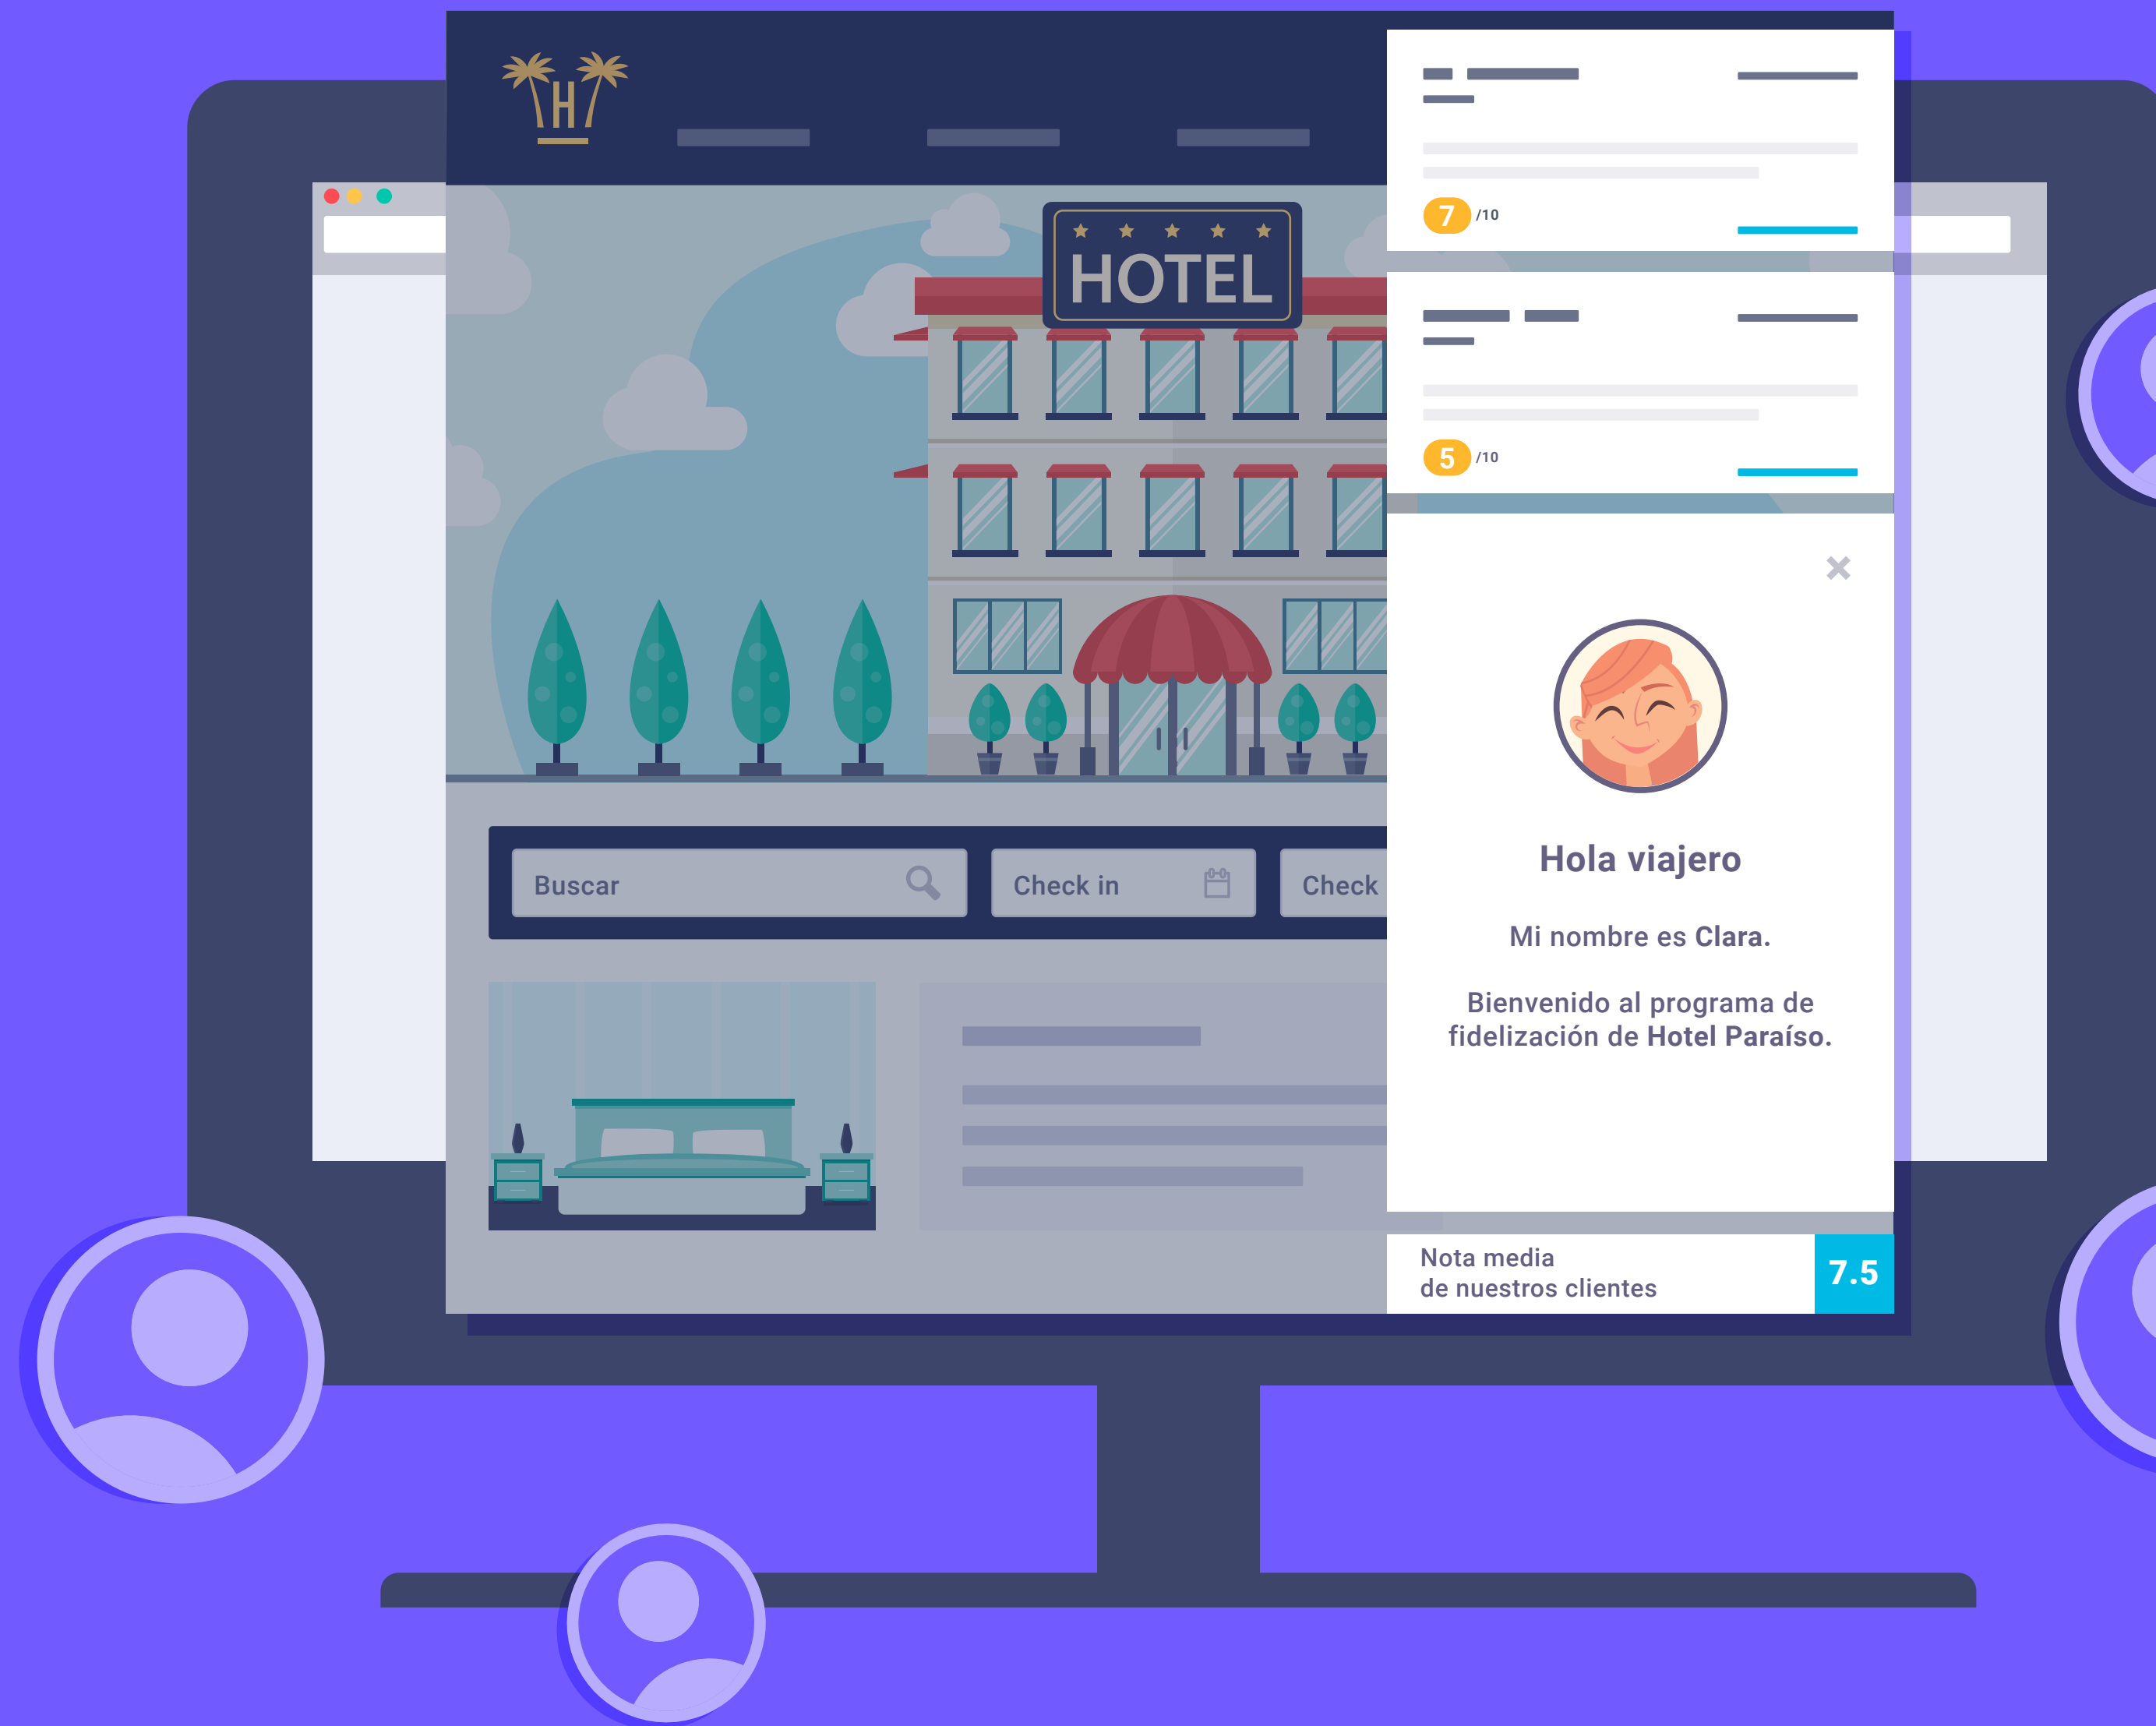 H
HOTEL
7 /10
5 /10
Hola viajero
Mi nombre es Clara.
Bienvenido al programa de
fidelización de Hotel Paraíso.
Buscar
Check in
Check
Nota media
de nuestros clientes
7.5